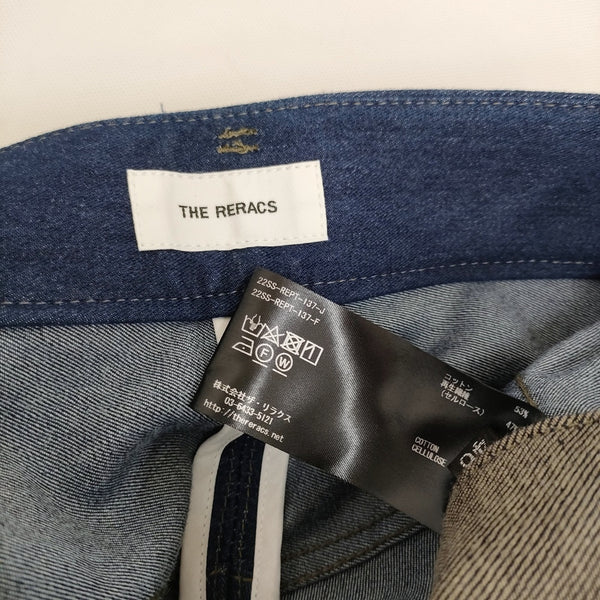 THE RERACS
22SS-REPT-137-J
22SS-REPT-137-F
F W
株式会社ザ・リラクス
03-6433-5121
http://thereracs.net
コットン 53%
再生繊維
(セルロース) 47%
COTTON
CELLULOSE